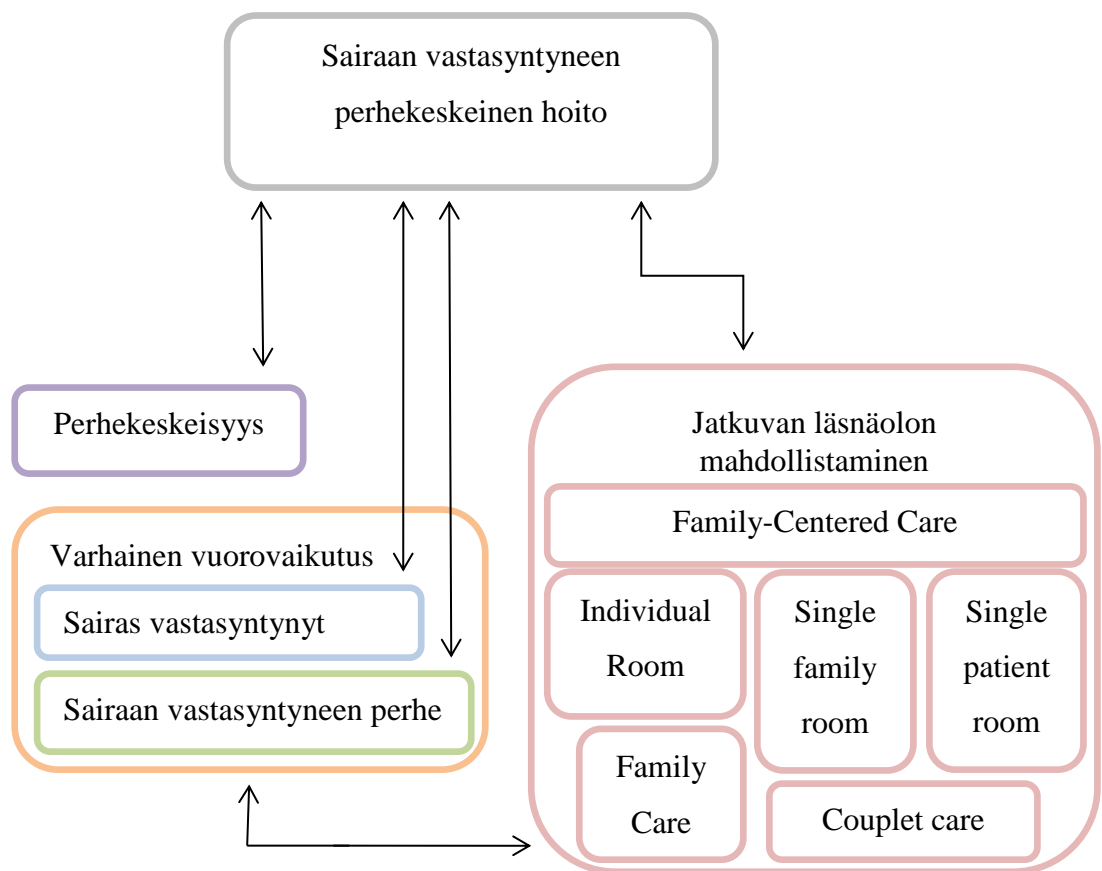 Sairaan vastasyntyneen
perhekeskeinen hoito
Perhekeskeisyys
Varhainen vuorovaikutus
Sairas vastasyntynyt
Sairaan vastasyntyneen perhe
Jatkuvan läsnäolon
mahdollistaminen
Family-Centered Care
Individual
Room
Single
family
room
Single
patient
room
Family
Care
Couplet care